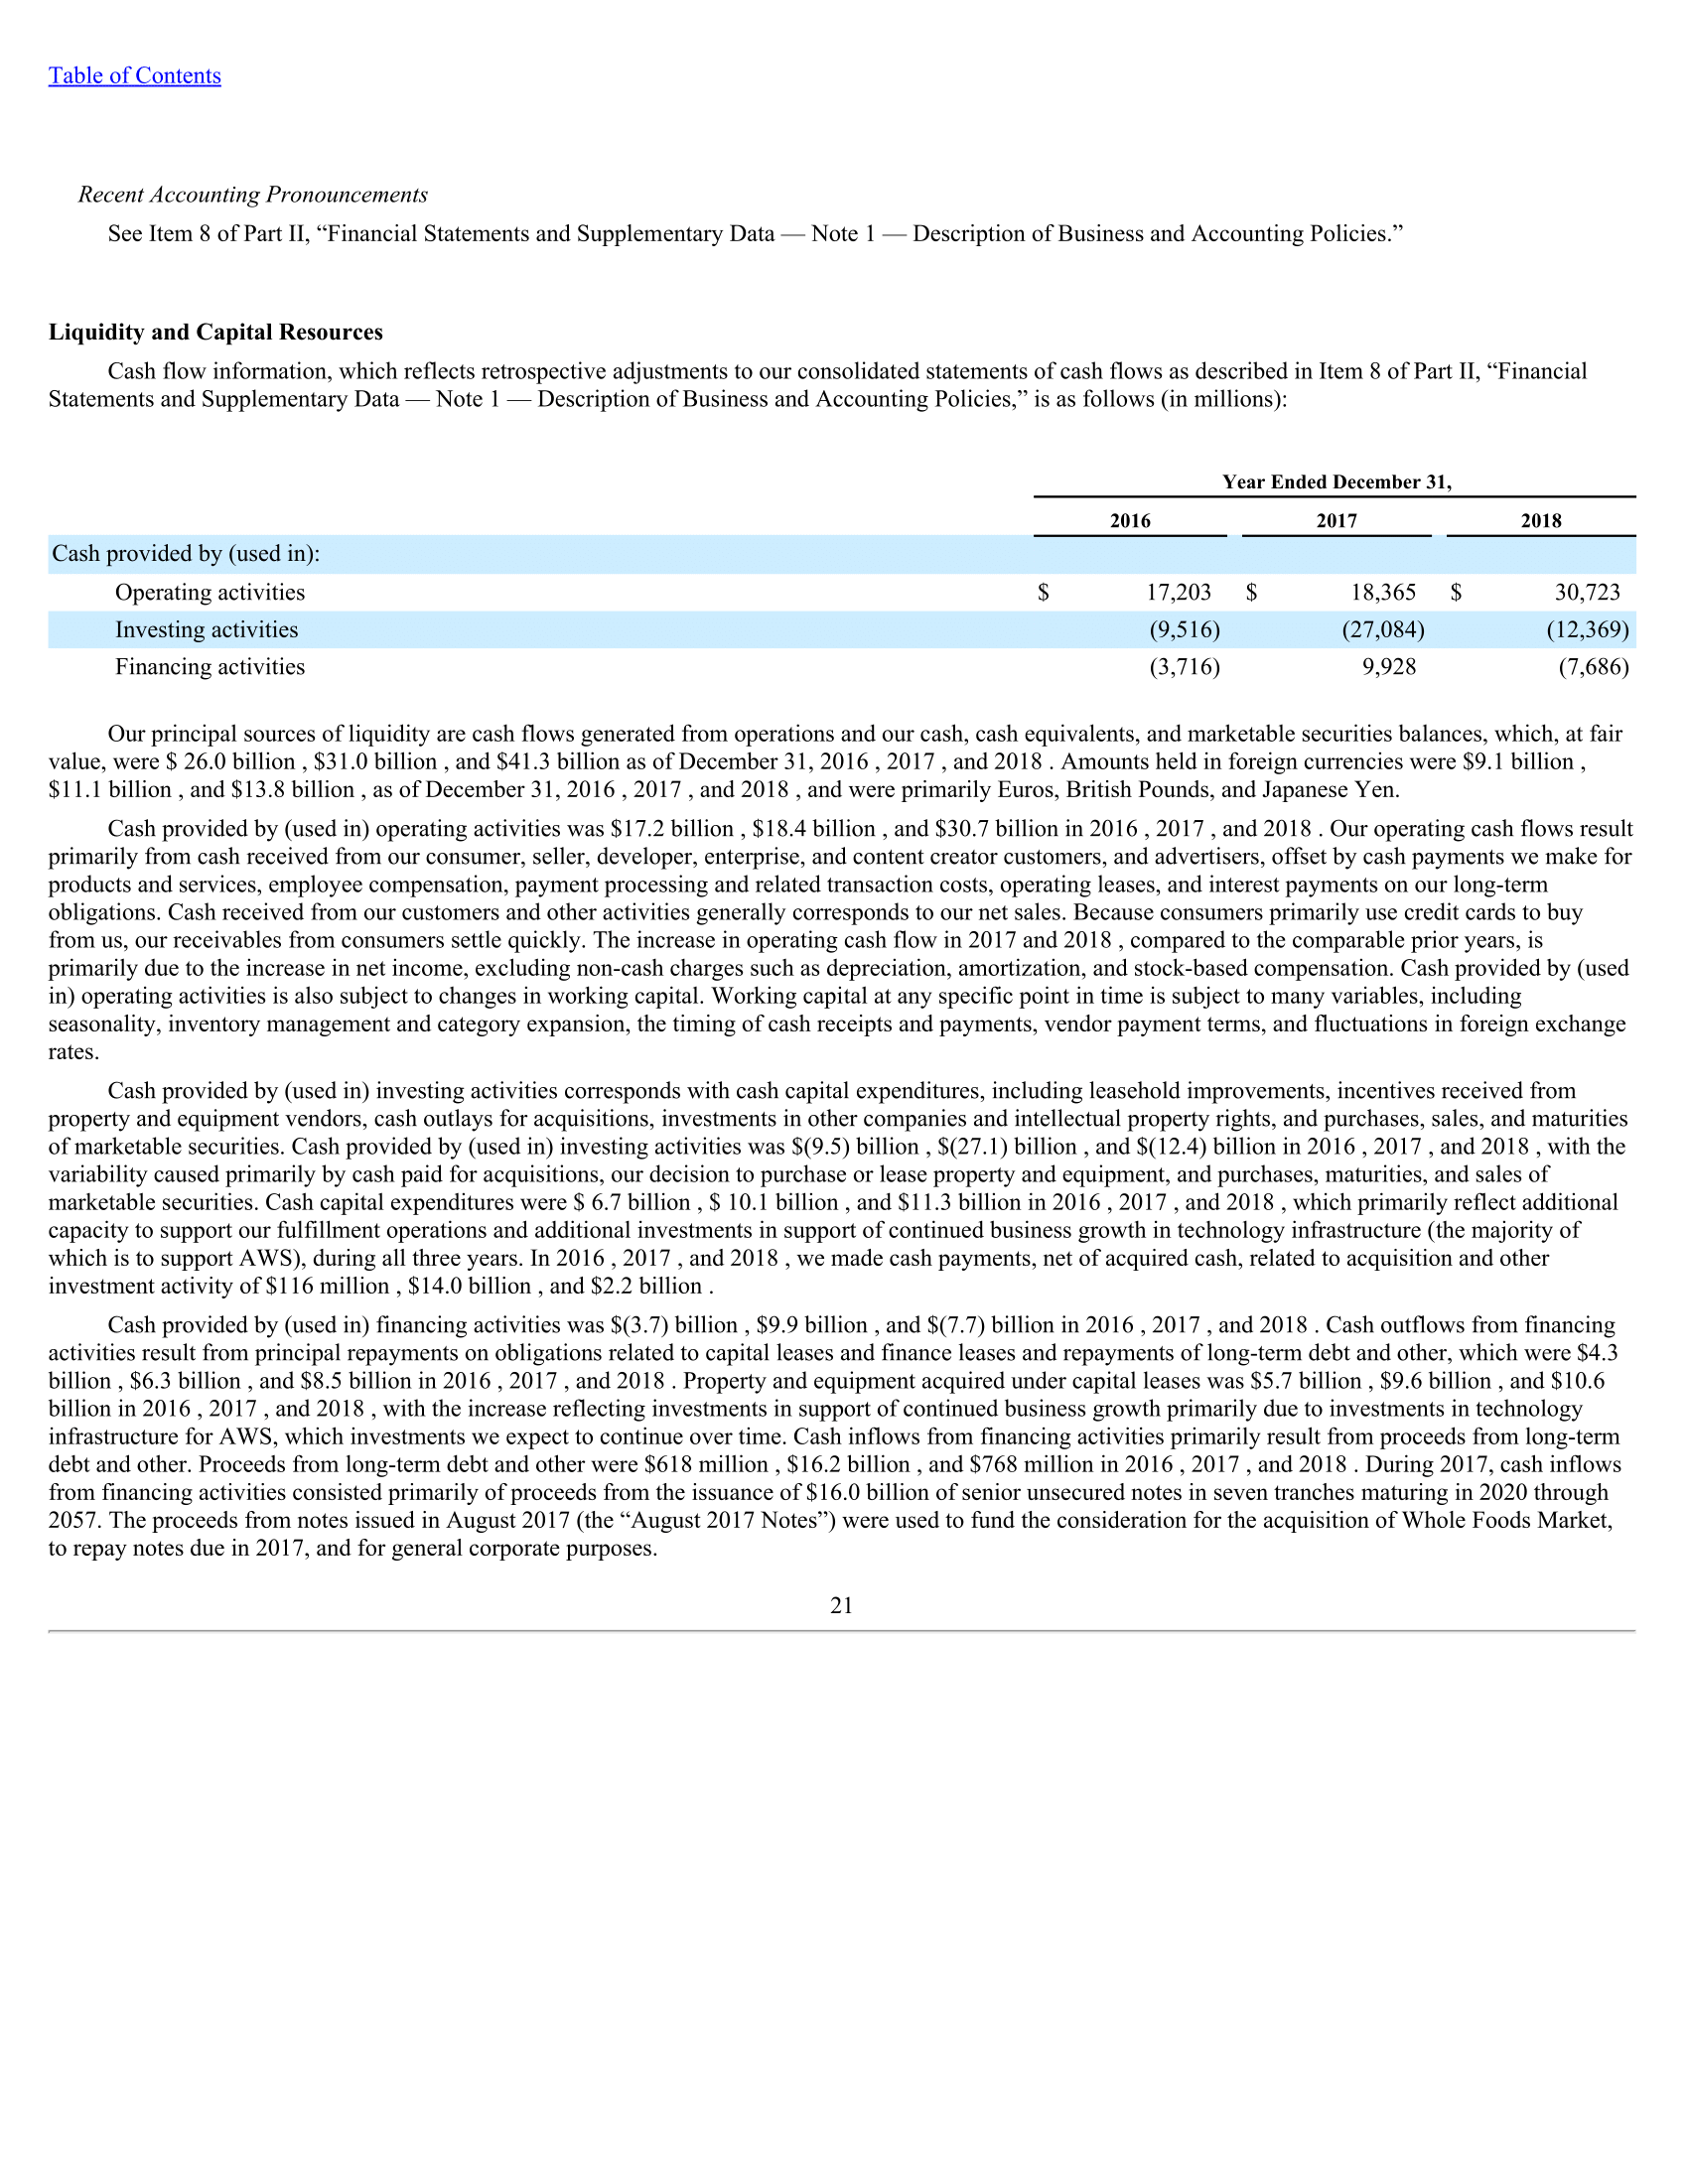 Table of Contents
Recent Accounting Pronouncements
See Item 8 of Part II, “Financial Statements and Supplementary Data — Note 1 — Description of Business and Accounting Policies.”
Liquidity and Capital Resources
Cash flow information, which reflects retrospective adjustments to our consolidated statements of cash flows as described in Item 8 of Part II, “Financial
Statements and Supplementary Data — Note 1 — Description of Business and Accounting Policies,” is as follows (in millions):
Year Ended December 31,
2016 2017 2018
Cash provided by (used in):
Operating activities $ 17,203 $ 18,365 $ 30,723
Investing activities (9,516) (27,084) (12,369)
Financing activities (3,716) 9,928 (7,686)
Our principal sources of liquidity are cash flows generated from operations and our cash, cash equivalents, and marketable securities balances, which, at fair
value, were $ 26.0 billion , $31.0 billion , and $41.3 billion as of December 31, 2016 , 2017 , and 2018 . Amounts held in foreign currencies were $9.1 billion ,
$11.1 billion , and $13.8 billion , as of December 31, 2016 , 2017 , and 2018 , and were primarily Euros, British Pounds, and Japanese Yen.
Cash provided by (used in) operating activities was $17.2 billion , $18.4 billion , and $30.7 billion in 2016 , 2017 , and 2018 . Our operating cash flows result
primarily from cash received from our consumer, seller, developer, enterprise, and content creator customers, and advertisers, offset by cash payments we make for
products and services, employee compensation, payment processing and related transaction costs, operating leases, and interest payments on our long-term
obligations. Cash received from our customers and other activities generally corresponds to our net sales. Because consumers primarily use credit cards to buy
from us, our receivables from consumers settle quickly. The increase in operating cash flow in 2017 and 2018 , compared to the comparable prior years, is
primarily due to the increase in net income, excluding non-cash charges such as depreciation, amortization, and stock-based compensation. Cash provided by (used
in) operating activities is also subject to changes in working capital. Working capital at any specific point in time is subject to many variables, including
seasonality, inventory management and category expansion, the timing of cash receipts and payments, vendor payment terms, and fluctuations in foreign exchange
rates.
Cash provided by (used in) investing activities corresponds with cash capital expenditures, including leasehold improvements, incentives received from
property and equipment vendors, cash outlays for acquisitions, investments in other companies and intellectual property rights, and purchases, sales, and maturities
of marketable securities. Cash provided by (used in) investing activities was $(9.5) billion , $(27.1) billion , and $(12.4) billion in 2016 , 2017 , and 2018 , with the
variability caused primarily by cash paid for acquisitions, our decision to purchase or lease property and equipment, and purchases, maturities, and sales of
marketable securities. Cash capital expenditures were $ 6.7 billion , $ 10.1 billion , and $11.3 billion in 2016 , 2017 , and 2018 , which primarily reflect additional
capacity to support our fulfillment operations and additional investments in support of continued business growth in technology infrastructure (the majority of
which is to support AWS), during all three years. In 2016 , 2017 , and 2018 , we made cash payments, net of acquired cash, related to acquisition and other
investment activity of $116 million , $14.0 billion , and $2.2 billion .
Cash provided by (used in) financing activities was $(3.7) billion , $9.9 billion , and $(7.7) billion in 2016 , 2017 , and 2018 . Cash outflows from financing
activities result from principal repayments on obligations related to capital leases and finance leases and repayments of long-term debt and other, which were $4.3
billion , $6.3 billion , and $8.5 billion in 2016 , 2017 , and 2018 . Property and equipment acquired under capital leases was $5.7 billion , $9.6 billion , and $10.6
billion in 2016 , 2017 , and 2018 , with the increase reflecting investments in support of continued business growth primarily due to investments in technology
infrastructure for AWS, which investments we expect to continue over time. Cash inflows from financing activities primarily result from proceeds from long-term
debt and other. Proceeds from long-term debt and other were $618 million , $16.2 billion , and $768 million in 2016 , 2017 , and 2018 . During 2017, cash inflows
from financing activities consisted primarily of proceeds from the issuance of $16.0 billion of senior unsecured notes in seven tranches maturing in 2020 through
2057. The proceeds from notes issued in August 2017 (the “August 2017 Notes”) were used to fund the consideration for the acquisition of Whole Foods Market,
to repay notes due in 2017, and for general corporate purposes.
21